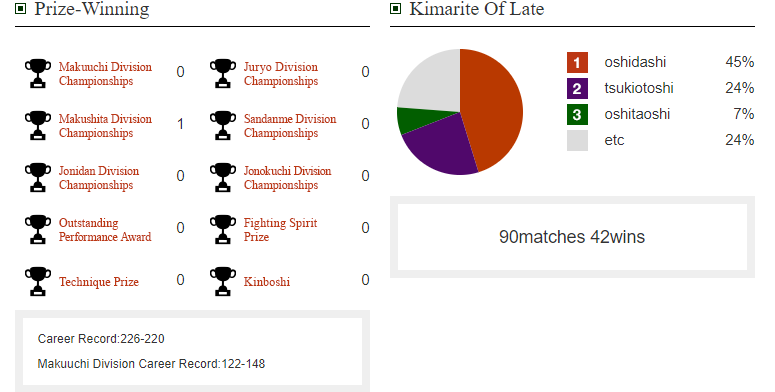 Prize-Winning
Makuuchi Division
Championships
0
Juryo Division
Championships
0
Makushita Division
Championships
1
Sandanme Division
Championships
0
Jonidan Division
Championships
0
Jonokuchi Division
Championships
0
Outstanding
Performance Award
0
Fighting Spirit
Prize
0
Technique Prize
0
Kinboshi
0
Career Record:226-220
Makuuchi Division Career Record:122-148
Kimarite Of Late
1 oshidashi 45%
2 tsukiotoshi 24%
3 oshitaoshi 7%
etc 24%
90matches 42wins